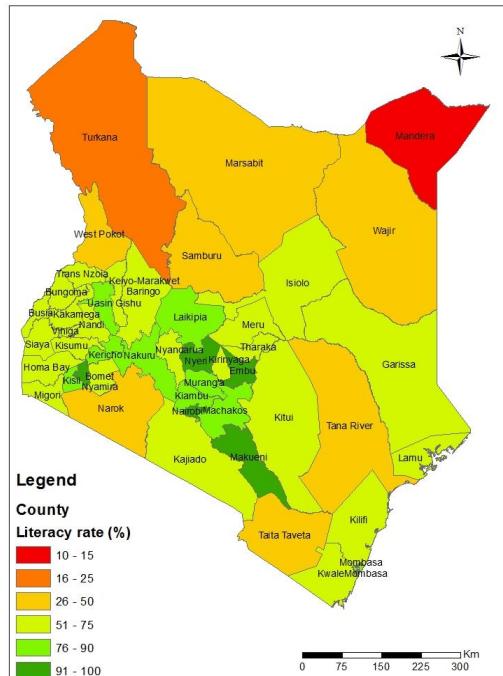 N
Turkana
Mandera
Marsabit
Wajir
West Pokot
Samburu
Isiolo
Trans Nzoia
Keiyo-Marakwet
Bungoma
Baringo
Uasin Gishu
Busia
Kakamega
Laikipia
Nandi
Vihiga
Meru
Siaya
Kisumu
Nyandarua
Tharaka
Kericho
Nakuru
Nyeri
Kirinyaga
Garissa
Homa Bay
Bomet
Embu
Kisii
Nyamira
Murang'a
Migori
Kiambu
Narok
Nairobi
Machakos
Kitui
Tana River
Kajiado
Makueni
Lamu
Kilifi
Taita Taveta
Mombasa
Kwale
Mombasa
Legend
County
Literacy rate (%)
10 - 15
16 - 25
26 - 50
51 - 75
76 - 90
91 - 100
Km
0 75 150 225 300